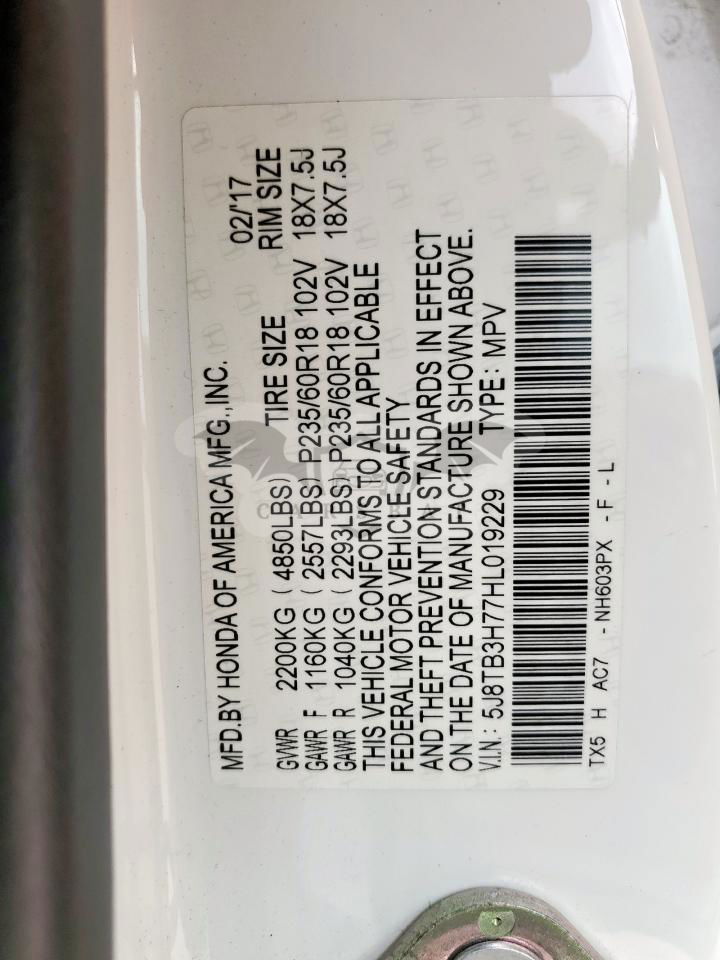 MFD.BY HONDA OF AMERICA MFG.,INC. 02/'17
GVWR 2200KG ( 4850LBS) TIRE SIZE RIM SIZE
GAWR F 1160KG ( 2557LBS) P235/60R18 102V 18X7.5J
GAWR R 1040KG ( 2293LBS) P235/60R18 102V 18X7.5J
THIS VEHICLE CONFORMS TO ALL APPLICABLE
FEDERAL MOTOR VEHICLE SAFETY
AND THEFT PREVENTION STANDARDS IN EFFECT
ON THE DATE OF MANUFACTURE SHOWN ABOVE.
V.I.N.: 5J8TB3H77HL019229 TYPE: MPV
TX5 H AC7 - NH603PX - F - L